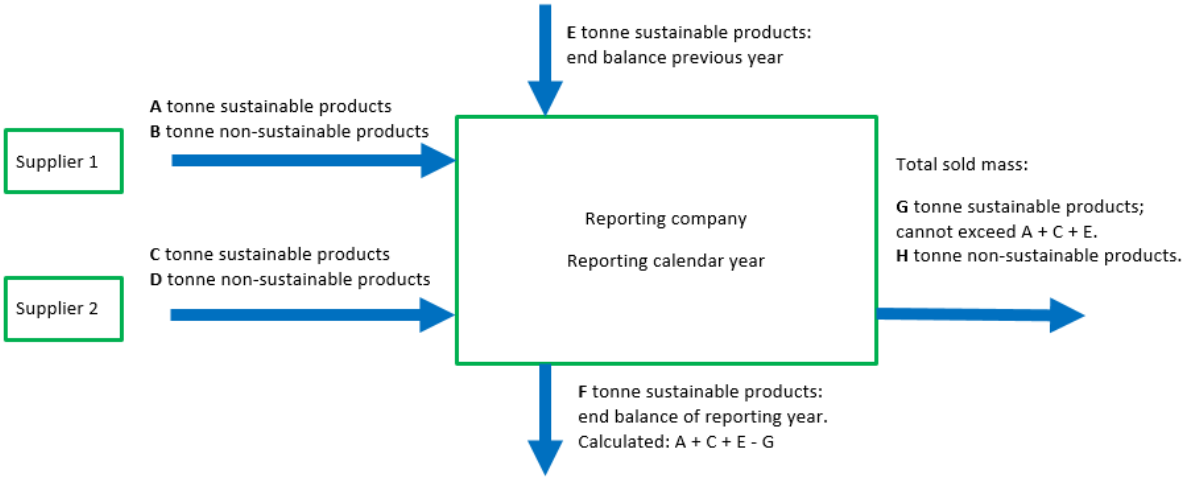 E tonne sustainable products:
end balance previous year
A tonne sustainable products
B tonne non-sustainable products
Supplier 1
Total sold mass:
G tonne sustainable products;
cannot exceed A + C + E.
H tonne non-sustainable products.
Reporting company
Reporting calendar year
C tonne sustainable products
D tonne non-sustainable products
Supplier 2
F tonne sustainable products:
end balance of reporting year.
Calculated: A + C + E - G